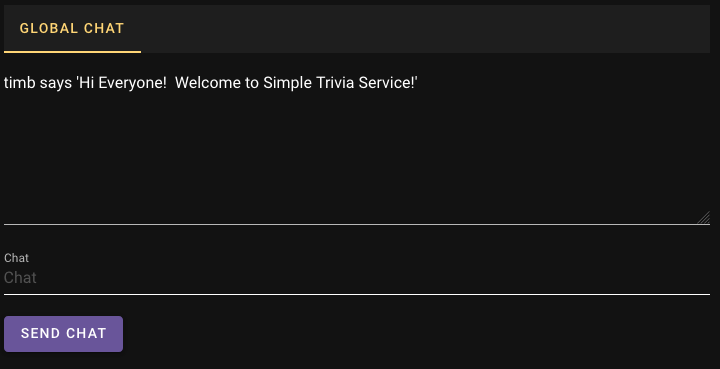 GLOBAL CHAT
timb says 'Hi Everyone!  Welcome to Simple Trivia Service!'
Chat
Chat
SEND CHAT